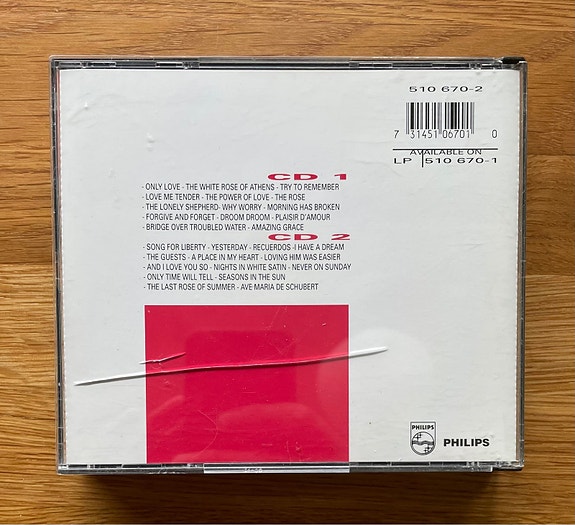 510 670-2
7 31451 06701 0
AVAILABLE ON
LP 510 670-1
CD 1
- ONLY LOVE - THE WHITE ROSE OF ATHENS - TRY TO REMEMBER
- LOVE ME TENDER - THE POWER OF LOVE - THE ROSE
- THE LONELY SHEPHERD- WHY WORRY - MORNING HAS BROKEN
- FORGIVE AND FORGET - DROOM DROOM - PLAISIR D'AMOUR
- BRIDGE OVER TROUBLED WATER - AMAZING GRACE
CD 2
- SONG FOR LIBERTY - YESTERDAY - RECUERDOS -I HAVE A DREAM
- THE GUESTS - A PLACE IN MY HEART - LOVING HIM WAS EASIER
- AND I LOVE YOU SO - NIGHTS IN WHITE SATIN - NEVER ON SUNDAY
- ONLY TIME WILL TELL - SEASONS IN THE SUN
- THE LAST ROSE OF SUMMER - AVE MARIA DE SCHUBERT
PHILIPS
PHILIPS